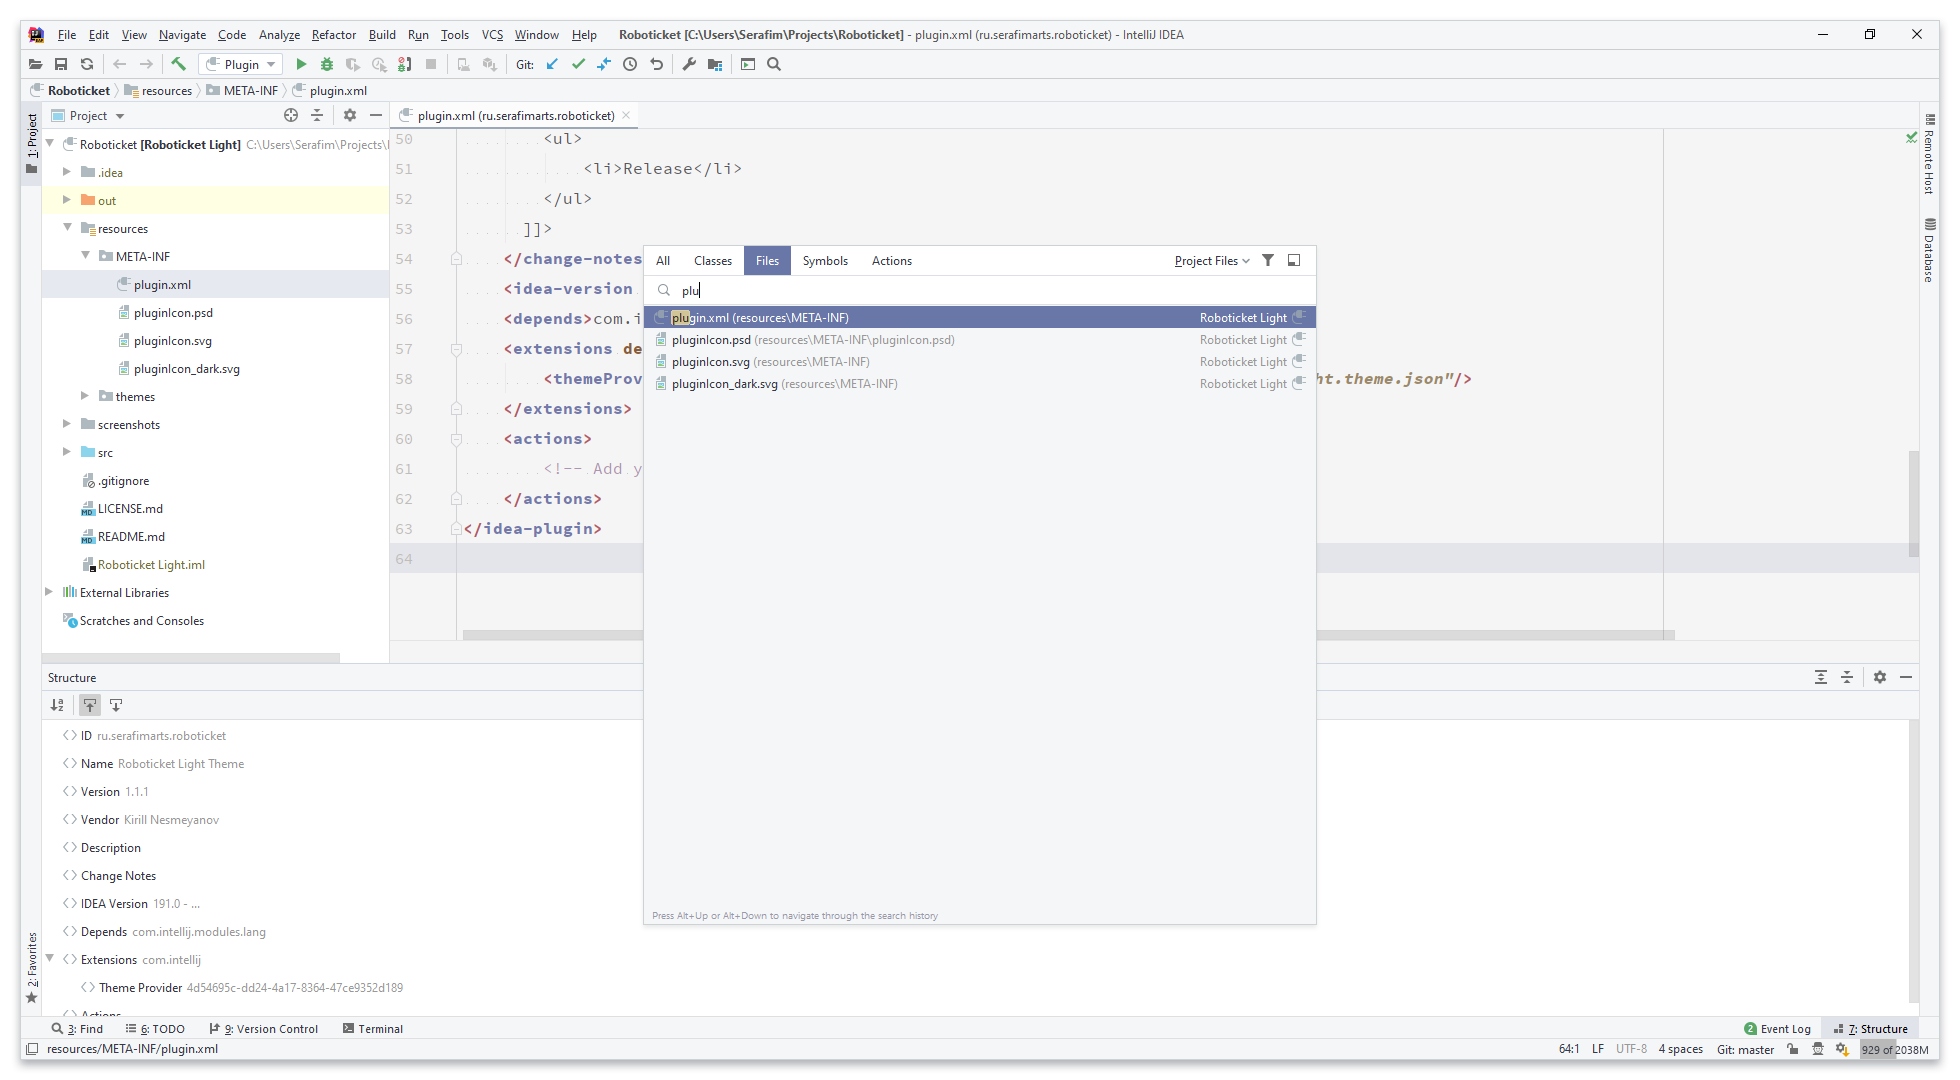 File Edit View Navigate Code Analyze Refactor Build Run Tools VCS Window Help Roboticket [C:\Users\Serafim\Projects\Roboticket] - plugin.xml (ru.serafimarts.roboticket) - IntelliJ IDEA
Plugin Git:
Roboticket resources META-INF plugin.xml
1: Project
Project
Roboticket [Roboticket Light] C:\Users\Serafim\Projects\
.idea
out
resources
META-INF
plugin.xml
pluginIcon.psd
pluginIcon.svg
pluginIcon_dark.svg
themes
screenshots
src
.gitignore
LICENSE.md
README.md
Roboticket Light.iml
External Libraries
Scratches and Consoles
plugin.xml (ru.serafimarts.roboticket)
50 <ul>
51 <li>Release</li>
52 </ul>
53 ]]>
54 </change-notes
55 <idea-version
56 <depends>com.i
57 <extensions de
58 <themeProv ht.theme.json"/>
59 </extensions>
60 <actions>
61 <!-- Add y
62 </actions>
63 </idea-plugin>
64
All Classes Files Symbols Actions Project Files
plu
plugin.xml (resources\META-INF) Roboticket Light
pluginIcon.psd (resources\META-INF\pluginIcon.psd) Roboticket Light
pluginIcon.svg (resources\META-INF) Roboticket Light
pluginIcon_dark.svg (resources\META-INF) Roboticket Light
Press Alt+Up or Alt+Down to navigate through the search history
Remote Host
Database
Structure
ID ru.serafimarts.roboticket
Name Roboticket Light Theme
Version 1.1.1
Vendor Kirill Nesmeyanov
Description
Change Notes
IDEA Version 191.0 - ...
Depends com.intellij.modules.lang
Extensions com.intellij
Theme Provider 4d54695c-dd24-4a17-8364-47ce9352d189
Actions
2: Favorites
3: Find 6: TODO 9: Version Control Terminal 2 Event Log 7: Structure
resources/META-INF/plugin.xml 64:1 LF UTF-8 4 spaces Git: master 929 of 2038M